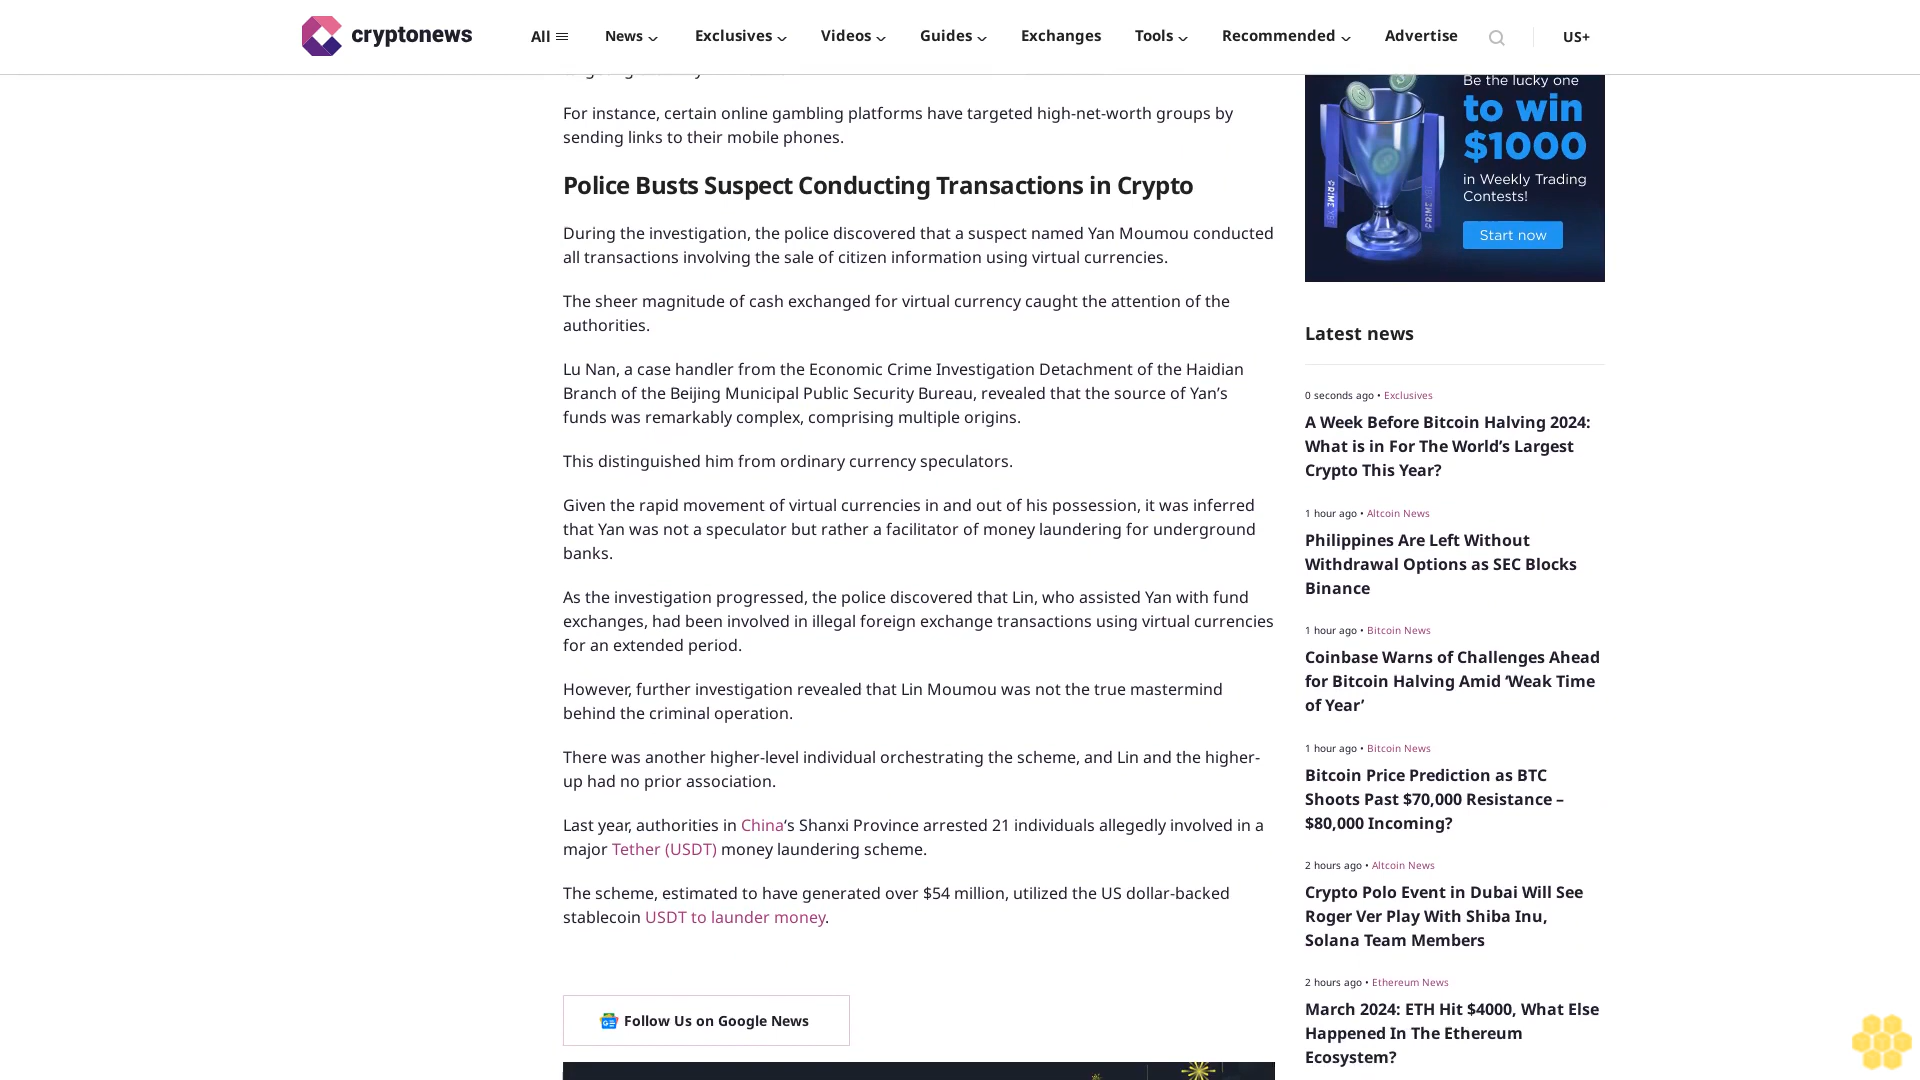 cryptonews
All
News
Exclusives
Videos
Guides
Exchanges
Tools
Recommended
Advertise
US+
For instance, certain online gambling platforms have targeted high-net-worth groups by
sending links to their mobile phones.
Police Busts Suspect Conducting Transactions in Crypto
During the investigation, the police discovered that a suspect named Yan Moumou conducted
all transactions involving the sale of citizen information using virtual currencies.
The sheer magnitude of cash exchanged for virtual currency caught the attention of the
authorities.
Lu Nan, a case handler from the Economic Crime Investigation Detachment of the Haidian
Branch of the Beijing Municipal Public Security Bureau, revealed that the source of Yan’s
funds was remarkably complex, comprising multiple origins.
This distinguished him from ordinary currency speculators.
Given the rapid movement of virtual currencies in and out of his possession, it was inferred
that Yan was not a speculator but rather a facilitator of money laundering for underground
banks.
As the investigation progressed, the police discovered that Lin, who assisted Yan with fund
exchanges, had been involved in illegal foreign exchange transactions using virtual currencies
for an extended period.
However, further investigation revealed that Lin Moumou was not the true mastermind
behind the criminal operation.
There was another higher-level individual orchestrating the scheme, and Lin and the higher-
up had no prior association.
Last year, authorities in China‘s Shanxi Province arrested 21 individuals allegedly involved in a
major Tether (USDT) money laundering scheme.
The scheme, estimated to have generated over $54 million, utilized the US dollar-backed
stablecoin USDT to launder money.
Follow Us on Google News
Be the lucky one
to win
$1000
in Weekly Trading
Contests!
Start now
PRIME
PRIME
Latest news
0 seconds ago • Exclusives
A Week Before Bitcoin Halving 2024:
What is in For The World’s Largest
Crypto This Year?
1 hour ago • Altcoin News
Philippines Are Left Without
Withdrawal Options as SEC Blocks
Binance
1 hour ago • Bitcoin News
Coinbase Warns of Challenges Ahead
for Bitcoin Halving Amid ‘Weak Time
of Year’
1 hour ago • Bitcoin News
Bitcoin Price Prediction as BTC
Shoots Past $70,000 Resistance –
$80,000 Incoming?
2 hours ago • Altcoin News
Crypto Polo Event in Dubai Will See
Roger Ver Play With Shiba Inu,
Solana Team Members
2 hours ago • Ethereum News
March 2024: ETH Hit $4000, What Else
Happened In The Ethereum
Ecosystem?